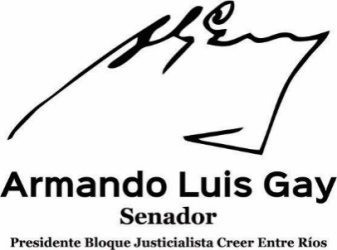 Armando Luis Gay
Senador
Presidente Bloque Justicialista Creer Entre Ríos